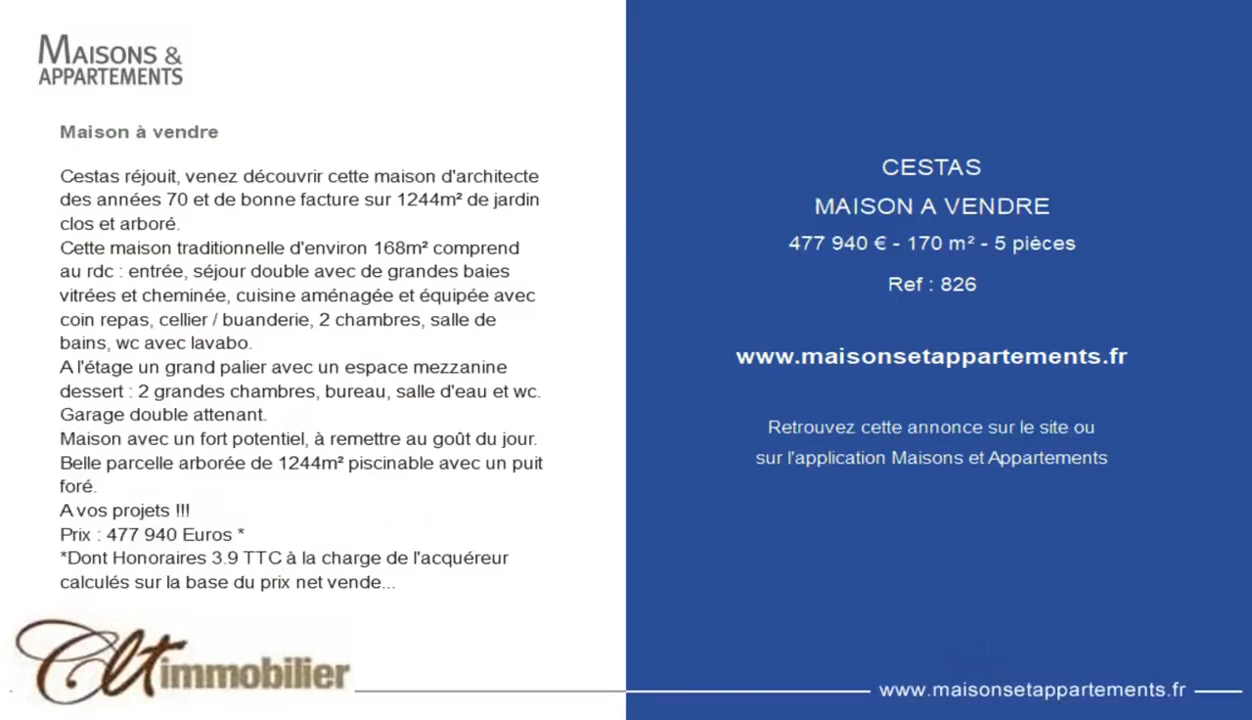 MAISONS &
APPARTEMENTS
Maison à vendre
Cestas réjouit, venez découvrir cette maison d'architecte
des années 70 et de bonne facture sur 1244m² de jardin
clos et arboré.
Cette maison traditionnelle d'environ 168m² comprend
au rdc : entrée, séjour double avec de grandes baies
vitrées et cheminée, cuisine aménagée et équipée avec
coin repas, cellier / buanderie, 2 chambres, salle de
bains, wc avec lavabo.
A l'étage un grand palier avec un espace mezzanine
dessert : 2 grandes chambres, bureau, salle d'eau et wc.
Garage double attenant.
Maison avec un fort potentiel, à remettre au goût du jour.
Belle parcelle arborée de 1244m² piscinable avec un puit
foré.
A vos projets !!!
Prix : 477 940 Euros *
*Dont Honoraires 3.9 TTC à la charge de l'acquéreur
calculés sur la base du prix net vende...
Clt immobilier
CESTAS
MAISON A VENDRE
477 940 € - 170 m² - 5 pièces
Ref : 826
www.maisonsetappartements.fr
Retrouvez cette annonce sur le site ou
sur l'application Maisons et Appartements
www.maisonsetappartements.fr